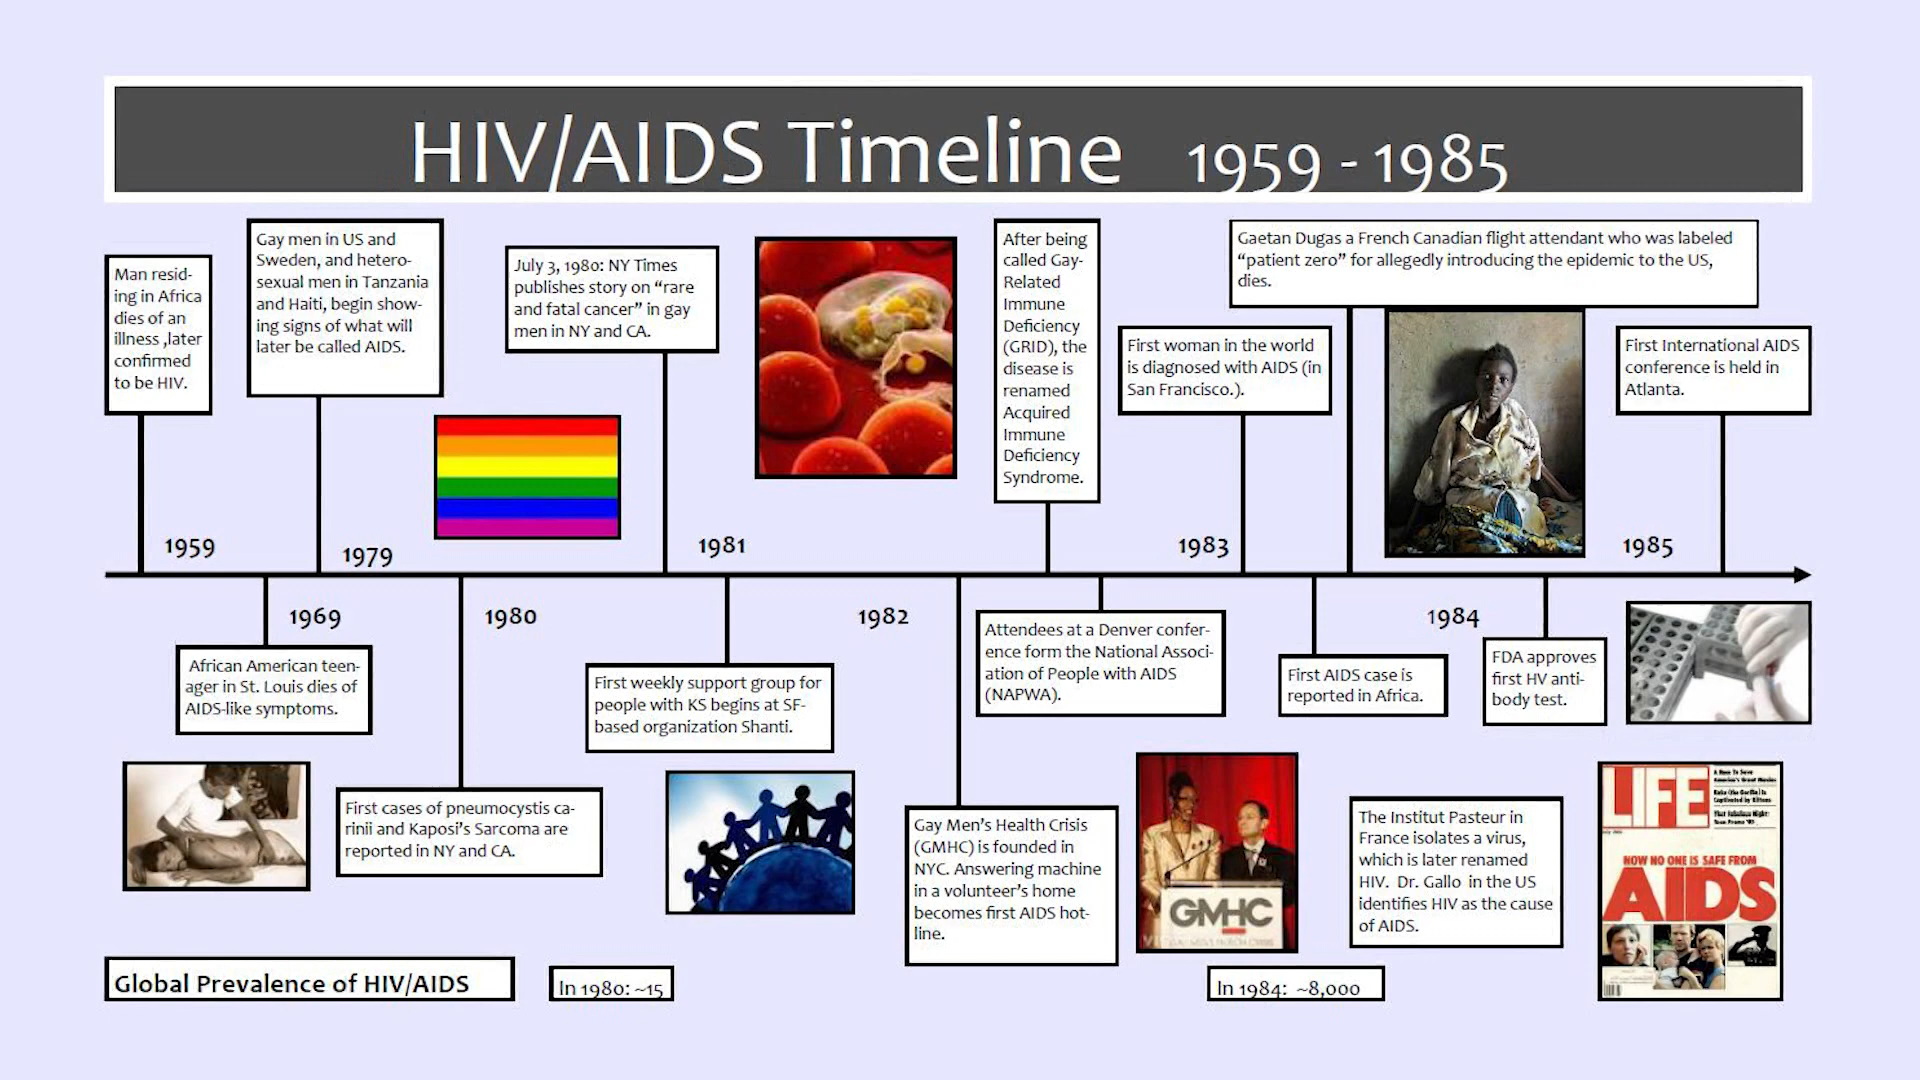 HIV/AIDS Timeline 1959 - 1985
Man resid-
ing in Africa
dies of an
illness ,later
confirmed
to be HIV.
Gay men in US and
Sweden, and hetero-
sexual men in Tanzania
and Haiti, begin show-
ing signs of what will
later be called AIDS.
July 3, 1980: NY Times
publishes story on “rare
and fatal cancer” in gay
men in NY and CA.
After being
called Gay-
Related
Immune
Deficiency
(GRID), the
disease is
renamed
Acquired
Immune
Deficiency
Syndrome.
Gaetan Dugas a French Canadian flight attendant who was labeled
“patient zero” for allegedly introducing the epidemic to the US,
dies.
First woman in the world
is diagnosed with AIDS (in
San Francisco.).
First International AIDS
conference is held in
Atlanta.
1959
1979
1981
1983
1985
1969
1980
1982
1984
African American teen-
ager in St. Louis dies of
AIDS-like symptoms.
First cases of pneumocystis ca-
rinii and Kaposi’s Sarcoma are
reported in NY and CA.
First weekly support group for
people with KS begins at SF-
based organization Shanti.
Attendees at a Denver confer-
ence form the National Associ-
ation of People with AIDS
(NAPWA).
First AIDS case is
reported in Africa.
FDA approves
first HV anti-
body test.
Gay Men’s Health Crisis
(GMHC) is founded in
NYC. Answering machine
in a volunteer’s home
becomes first AIDS hot-
line.
GMHC
The Institut Pasteur in
France isolates a virus,
which is later renamed
HIV. Dr. Gallo in the US
identifies HIV as the cause
of AIDS.
LIFE
NOW NO ONE IS SAFE FROM
AIDS
Global Prevalence of HIV/AIDS
In 1980: ~15
In 1984: ~8,000